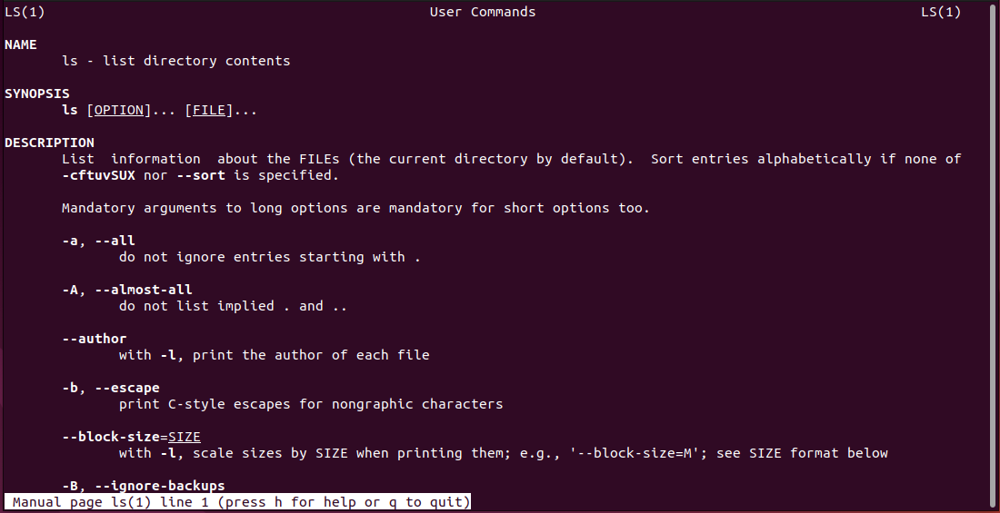 LS(1) User Commands LS(1)
NAME
ls - list directory contents
SYNOPSIS
ls [OPTION]... [FILE]...
DESCRIPTION
List information about the FILEs (the current directory by default). Sort entries alphabetically if none of
-cftuvSUX nor --sort is specified.
Mandatory arguments to long options are mandatory for short options too.
-a, --all
do not ignore entries starting with .
-A, --almost-all
do not list implied . and ..
--author
with -l, print the author of each file
-b, --escape
print C-style escapes for nongraphic characters
--block-size=SIZE
with -l, scale sizes by SIZE when printing them; e.g., '--block-size=M'; see SIZE format below
-B, --ignore-backups
Manual page ls(1) line 1 (press h for help or q to quit)